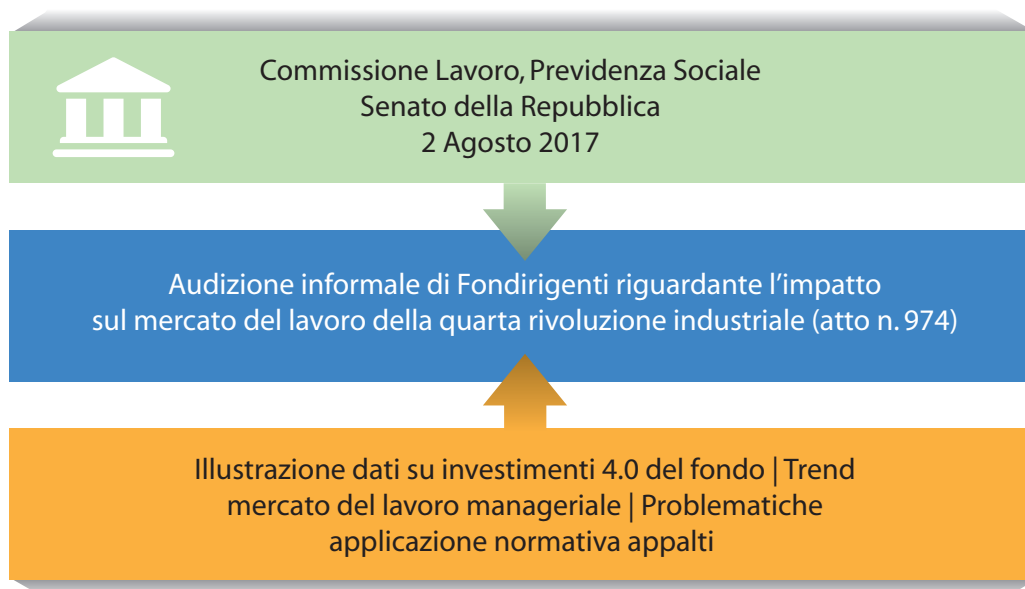 Commissione Lavoro, Previdenza Sociale
Senato della Repubblica
2 Agosto 2017
Audizione informale di Fondirigenti riguardante l’impatto
sul mercato del lavoro della quarta rivoluzione industriale (atto n. 974)
Illustrazione dati su investimenti 4.0 del fondo | Trend
mercato del lavoro manageriale | Problematiche
applicazione normativa appalti